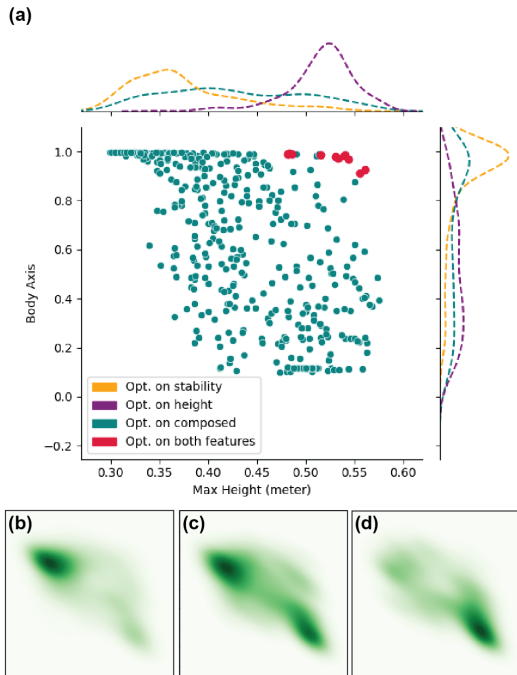 (a)
1.0
0.8
0.6
0.4
0.2
0.0
−0.2
Body Axis
Opt. on stability
Opt. on height
Opt. on composed
Opt. on both features
0.30 0.35 0.40 0.45 0.50 0.55 0.60
Max Height (meter)
(b) (c) (d)